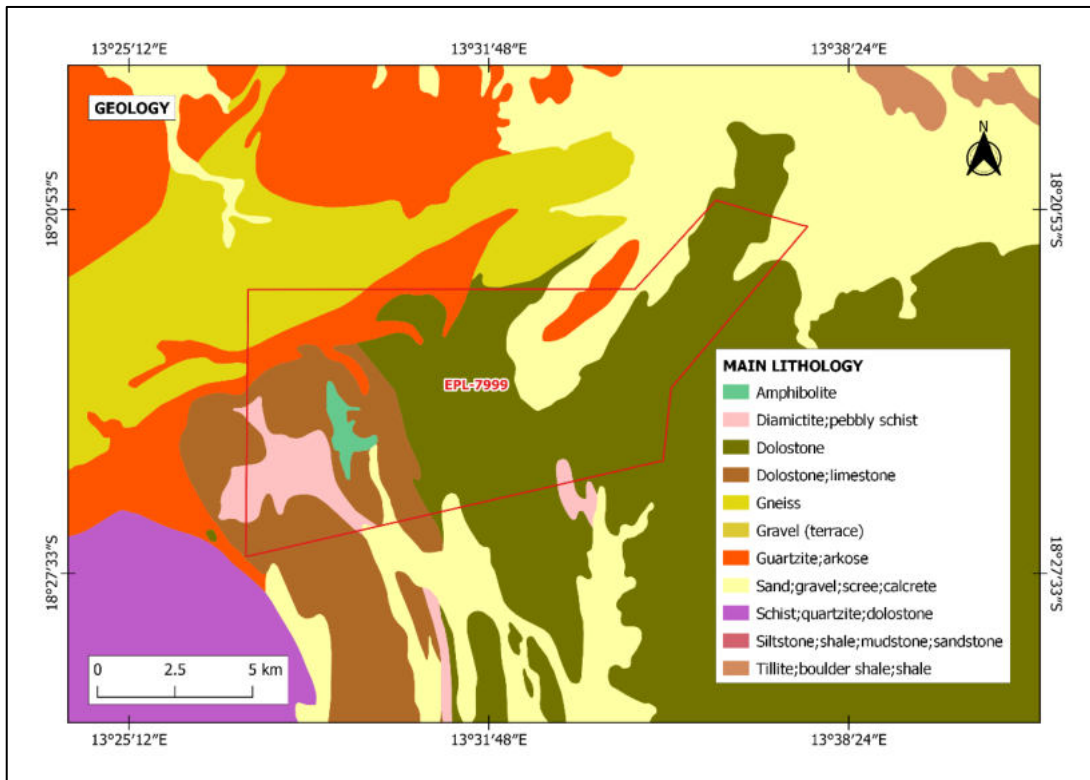 13°25′12″E 13°31′48″E 13°38′24″E
GEOLOGY
N
18°20′53″S 18°20′53″S
EPL-7999
MAIN LITHOLOGY
Amphibolite
Diamictite;pebbly schist
Dolostone
Dolostone;limestone
Gneiss
Gravel (terrace)
Guartzite;arkose
Sand;gravel;scree;calcrete
Schist;quartzite;dolostone
Siltstone;shale;mudstone;sandstone
Tillite;boulder shale;shale
18°27′33″S 18°27′33″S
0 2.5 5 km
13°25′12″E 13°31′48″E 13°38′24″E